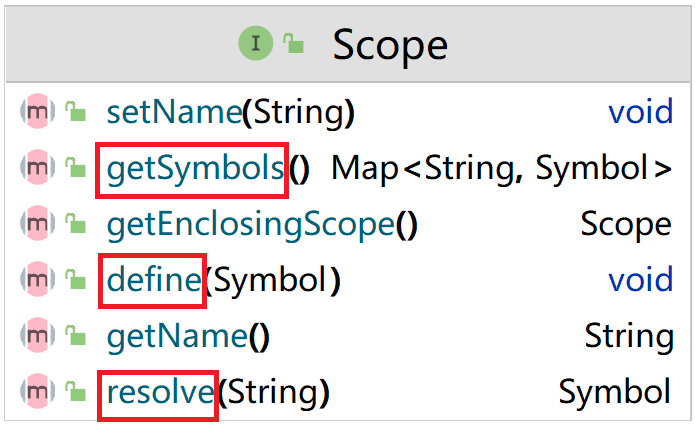 I Scope
m setName(String) void
m getSymbols() Map<String, Symbol>
m getEnclosingScope() Scope
m define(Symbol) void
m getName() String
m resolve(String) Symbol